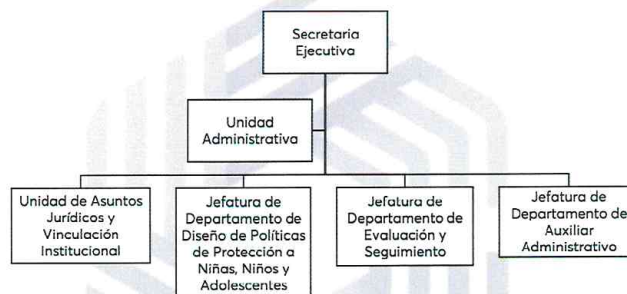 Secretaria
Ejecutiva
Unidad
Administrativa
Unidad de Asuntos
Jurídicos y
Vinculación
Institucional
Jefatura de
Departamento de
Diseño de Políticas
de Protección a
Niñas, Niños y
Adolescentes
Jefatura de
Departamento de
Evaluación y
Seguimiento
Jefatura de
Departamento de
Auxiliar
Administrativo